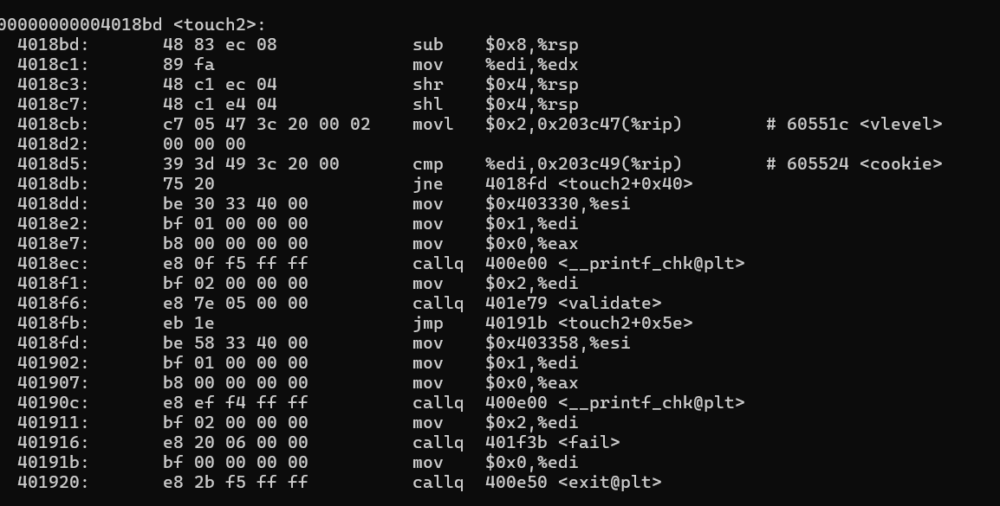 00000000004018bd <touch2>:
  4018bd:	48 83 ec 08	sub    $0x8,%rsp
  4018c1:	89 fa	mov    %edi,%edx
  4018c3:	48 c1 ec 04	shr    $0x4,%rsp
  4018c7:	48 c1 e4 04	shl    $0x4,%rsp
  4018cb:	c7 05 47 3c 20 00 02	movl   $0x2,0x203c47(%rip)        # 60551c <vlevel>
  4018d2:	00 00 00
  4018d5:	39 3d 49 3c 20 00	cmp    %edi,0x203c49(%rip)        # 605524 <cookie>
  4018db:	75 20	jne    4018fd <touch2+0x40>
  4018dd:	be 30 33 40 00	mov    $0x403330,%esi
  4018e2:	bf 01 00 00 00	mov    $0x1,%edi
  4018e7:	b8 00 00 00 00	mov    $0x0,%eax
  4018ec:	e8 0f f5 ff ff	callq  400e00 <__printf_chk@plt>
  4018f1:	bf 02 00 00 00	mov    $0x2,%edi
  4018f6:	e8 7e 05 00 00	callq  401e79 <validate>
  4018fb:	eb 1e	jmp    40191b <touch2+0x5e>
  4018fd:	be 58 33 40 00	mov    $0x403358,%esi
  401902:	bf 01 00 00 00	mov    $0x1,%edi
  401907:	b8 00 00 00 00	mov    $0x0,%eax
  40190c:	e8 ef f4 ff ff	callq  400e00 <__printf_chk@plt>
  401911:	bf 02 00 00 00	mov    $0x2,%edi
  401916:	e8 20 06 00 00	callq  401f3b <fail>
  40191b:	bf 00 00 00 00	mov    $0x0,%edi
  401920:	e8 2b f5 ff ff	callq  400e50 <exit@plt>